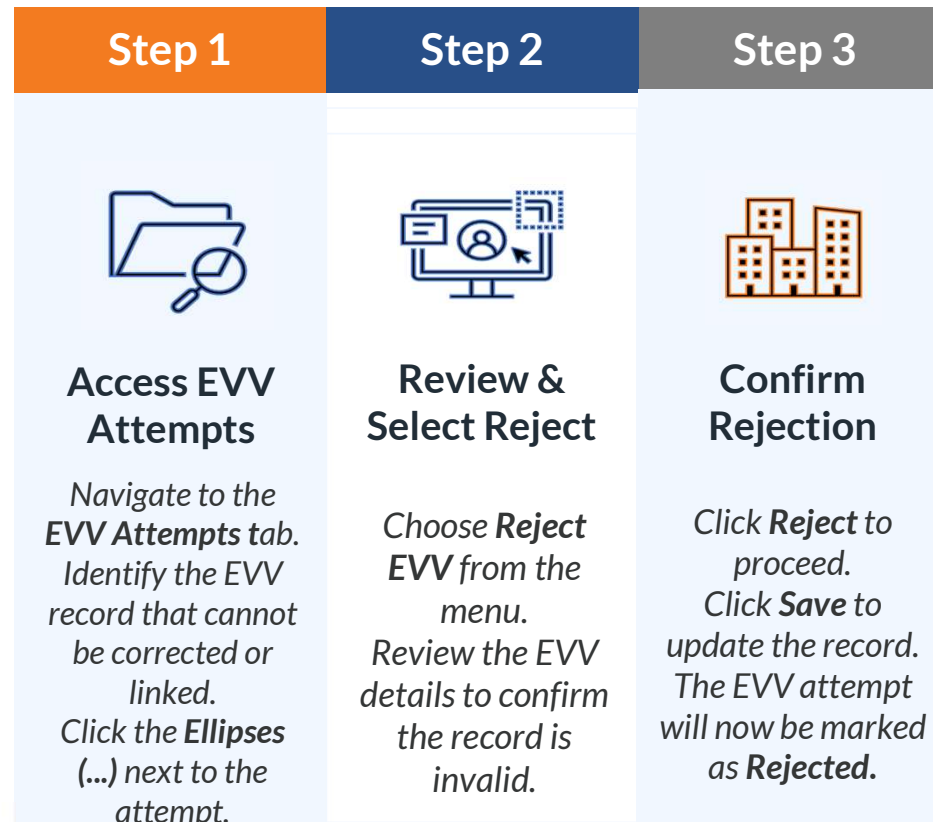 Step 1
Access EVV
Attempts
Navigate to the
EVV Attempts tab.
Identify the EVV
record that cannot
be corrected or
linked.
Click the Ellipses
(...) next to the
attempt.
Step 2
Review &
Select Reject
Choose Reject
EVV from the
menu.
Review the EVV
details to confirm
the record is
invalid.
Step 3
Confirm
Rejection
Click Reject to
proceed.
Click Save to
update the record.
The EVV attempt
will now be marked
as Rejected.